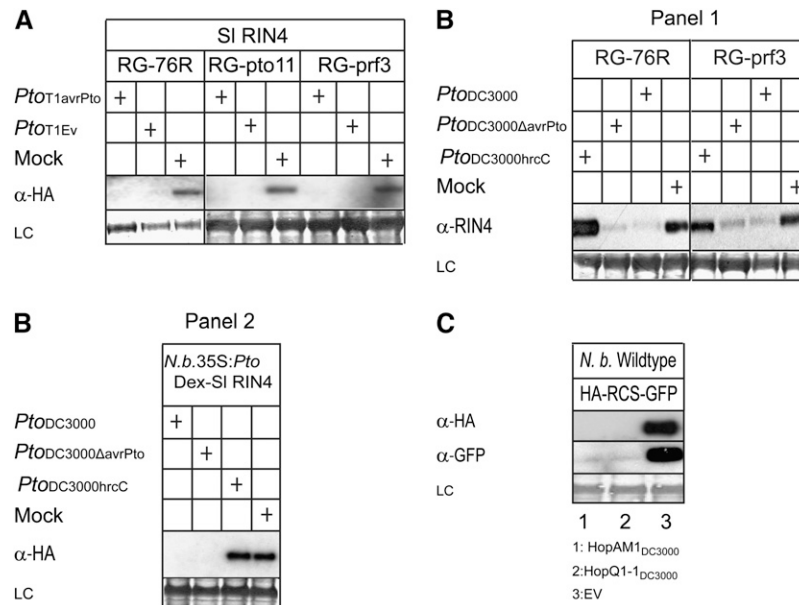 A
Sl RIN4
RG-76R RG-pto11 RG-prf3
PtoT1avrPto + + +
PtoT1Ev + + +
Mock + + +
α-HA
LC
B Panel 1
RG-76R RG-prf3
PtoDC3000 + +
PtoDC3000ΔavrPto + +
PtoDC3000hrcC + +
Mock + +
α-RIN4
LC
B Panel 2
N.b.35S:Pto
Dex-Sl RIN4
PtoDC3000 +
PtoDC3000ΔavrPto +
PtoDC3000hrcC +
Mock +
α-HA
LC
C
N. b. Wildtype
HA-RCS-GFP
α-HA
α-GFP
LC
1 2 3
1: HopAM1DC3000
2:HopQ1-1DC3000
3:EV